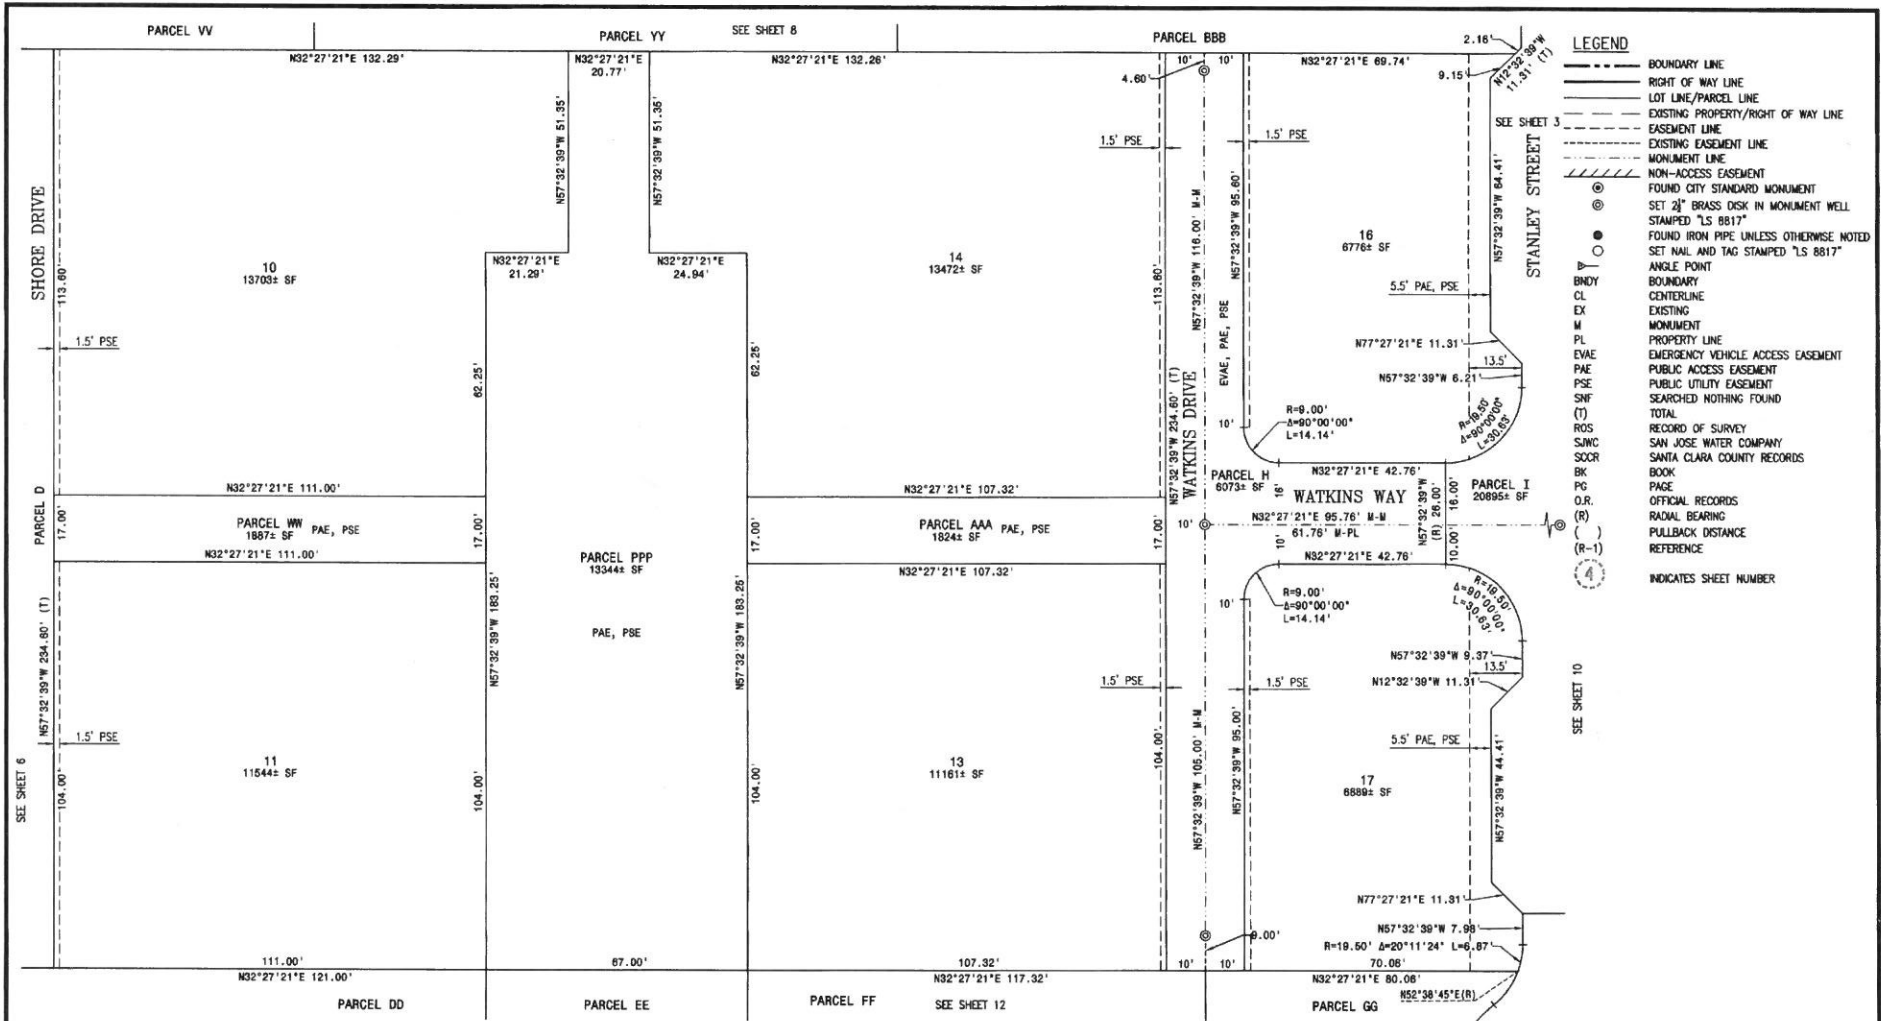 PARCEL VV
PARCEL YY
SEE SHEET 8
PARCEL BBB
N32°27'21"E 132.29'
N32°27'21"E
20.77'
N32°27'21"E 132.26'
10'
10'
4.60'
N32°27'21"E 69.74'
2.16'
9.15'
N12°32'39"W
11.31' (T)
SEE SHEET 3
STANLEY STREET
N57°32'39"W 64.41'
SHORE DRIVE
113.60'
1.5' PSE
10
13703± SF
N57°32'39"W 51.35'
N57°32'39"W 51.35'
N32°27'21"E
21.29'
N32°27'21"E
24.94'
62.25'
62.25'
14
13472± SF
1.5' PSE
113.60'
N57°32'39"W 116.00' M-M
N57°32'39"W 234.60' (T)
WATKINS DRIVE
EVAE, PAE, PSE
N57°32'39"W 95.60'
1.5' PSE
16
6776± SF
5.5' PAE, PSE
N77°27'21"E 11.31'
13.5'
N57°32'39"W 6.21'
R=19.50'
Δ=90°00'00"
L=30.63'
R=9.00'
Δ=90°00'00"
L=14.14'
10'
PARCEL D
N32°27'21"E 111.00'
17.00'
PARCEL WW
1887± SF
PAE, PSE
17.00'
N32°27'21"E 111.00'
PARCEL PPP
13344± SF
PAE, PSE
N57°32'39"W 183.25'
N57°32'39"W 183.25'
N32°27'21"E 107.32'
17.00'
PARCEL AAA
1824± SF
PAE, PSE
17.00'
N32°27'21"E 107.32'
PARCEL H
6073± SF
16'
N32°27'21"E 42.76'
WATKINS WAY
N32°27'21"E 95.76' M-M
61.76' M-PL
10'
10'
N32°27'21"E 42.76'
N57°32'39"W
(R) 26.00'
16.00'
10.00'
PARCEL I
20895± SF
R=9.00'
Δ=90°00'00"
L=14.14'
10'
R=19.50'
Δ=90°00'00"
L=30.63'
N57°32'39"W 9.37'
13.5'
N12°32'39"W 11.31'
SEE SHEET 10
N57°32'39"W 234.60' (T)
1.5' PSE
SEE SHEET 6
104.00'
11
11544± SF
104.00'
104.00'
13
11161± SF
1.5' PSE
104.00'
N57°32'39"W 105.00' M-M
N57°32'39"W 95.00'
1.5' PSE
5.5' PAE, PSE
17
6889± SF
N57°32'39"W 44.41'
N77°27'21"E 11.31'
N57°32'39"W 7.98'
R=19.50' Δ=20°11'24" L=6.87'
9.00'
111.00'
N32°27'21"E 121.00'
67.00'
107.32'
N32°27'21"E 117.32'
10'
10'
70.06'
N32°27'21"E 80.06'
N52°38'45"E(R)
PARCEL DD
PARCEL EE
PARCEL FF
SEE SHEET 12
PARCEL GG
LEGEND
BOUNDARY LINE
RIGHT OF WAY LINE
LOT LINE/PARCEL LINE
EXISTING PROPERTY/RIGHT OF WAY LINE
EASEMENT LINE
EXISTING EASEMENT LINE
MONUMENT LINE
NON-ACCESS EASEMENT
FOUND CITY STANDARD MONUMENT
BRASS DISK IN MONUMENT WELL
STAMPED "LS 8817"
FOUND IRON PIPE UNLESS OTHERWISE NOTED
SET NAIL AND TAG STAMPED "LS 8817"
ANGLE POINT
BNDY BOUNDARY
CL CENTERLINE
EX EXISTING
M MONUMENT
PL PROPERTY LINE
EVAE EMERGENCY VEHICLE ACCESS EASEMENT
PAE PUBLIC ACCESS EASEMENT
PSE PUBLIC UTILITY EASEMENT
SNF SEARCHED NOTHING FOUND
(T) TOTAL
ROS RECORD OF SURVEY
SJWC SAN JOSE WATER COMPANY
SCCR SANTA CLARA COUNTY RECORDS
BK BOOK
PG PAGE
O.R. OFFICIAL RECORDS
(R) RADIAL BEARING
( ) PULLBACK DISTANCE
(R-1) REFERENCE
4 INDICATES SHEET NUMBER